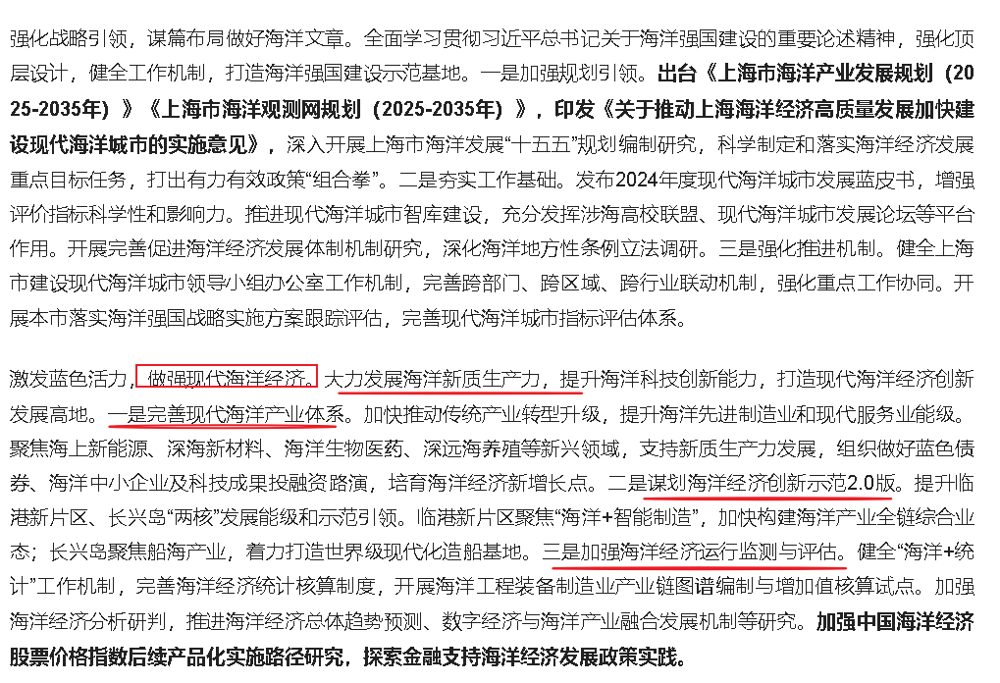 强化战略引领，谋篇布局做好海洋文章。全面学习贯彻习近平总书记关于海洋强国建设的重要论述精神，强化顶
层设计，健全工作机制，打造海洋强国建设示范基地。一是加强规划引领。出台《上海市海洋产业发展规划（20
25-2035年）》《上海市海洋观测网规划（2025-2035年）》，印发《关于推动上海海洋经济高质量发展加快建
设现代海洋城市的实施意见》，深入开展上海市海洋发展“十五五”规划编制研究，科学制定和落实海洋经济发展
重点目标任务，打出有力有效政策“组合拳”。二是夯实工作基础。发布2024年度现代海洋城市发展蓝皮书，增强
评价指标科学性和影响力。推进现代海洋城市智库建设，充分发挥涉海高校联盟、现代海洋城市发展论坛等平台
作用。开展完善促进海洋经济发展体制机制研究，深化海洋地方性条例立法调研。三是强化推进机制。健全上海
市建设现代海洋城市领导小组办公室工作机制，完善跨部门、跨区域、跨行业联动机制，强化重点工作协同。开
展本市落实海洋强国战略实施方案跟踪评估，完善现代海洋城市指标评估体系。
激发蓝色活力，做强现代海洋经济。大力发展海洋新质生产力，提升海洋科技创新能力，打造现代海洋经济创新
发展高地。一是完善现代海洋产业体系。加快推动传统产业转型升级，提升海洋先进制造业和现代服务业能级。
聚焦海上新能源、深海新材料、海洋生物医药、深远海养殖等新兴领域，支持新质生产力发展，组织做好蓝色债
券、海洋中小企业及科技成果投融资路演，培育海洋经济新增长点。二是谋划海洋经济创新示范2.0版。提升临
港新片区、长兴岛“两核”发展能级和示范引领。临港新片区聚焦“海洋+智能制造”，加快构建海洋产业全链综合业
态；长兴岛聚焦船海产业，着力打造世界级现代化造船基地。三是加强海洋经济运行监测与评估。健全“海洋+统
计”工作机制，完善海洋经济统计核算制度，开展海洋工程装备制造业产业链图谱编制与增加值核算试点。加强
海洋经济分析研判，推进海洋经济总体趋势预测、数字经济与海洋产业融合发展机制等研究。加强中国海洋经济
股票价格指数后续产品化实施路径研究，探索金融支持海洋经济发展政策实践。